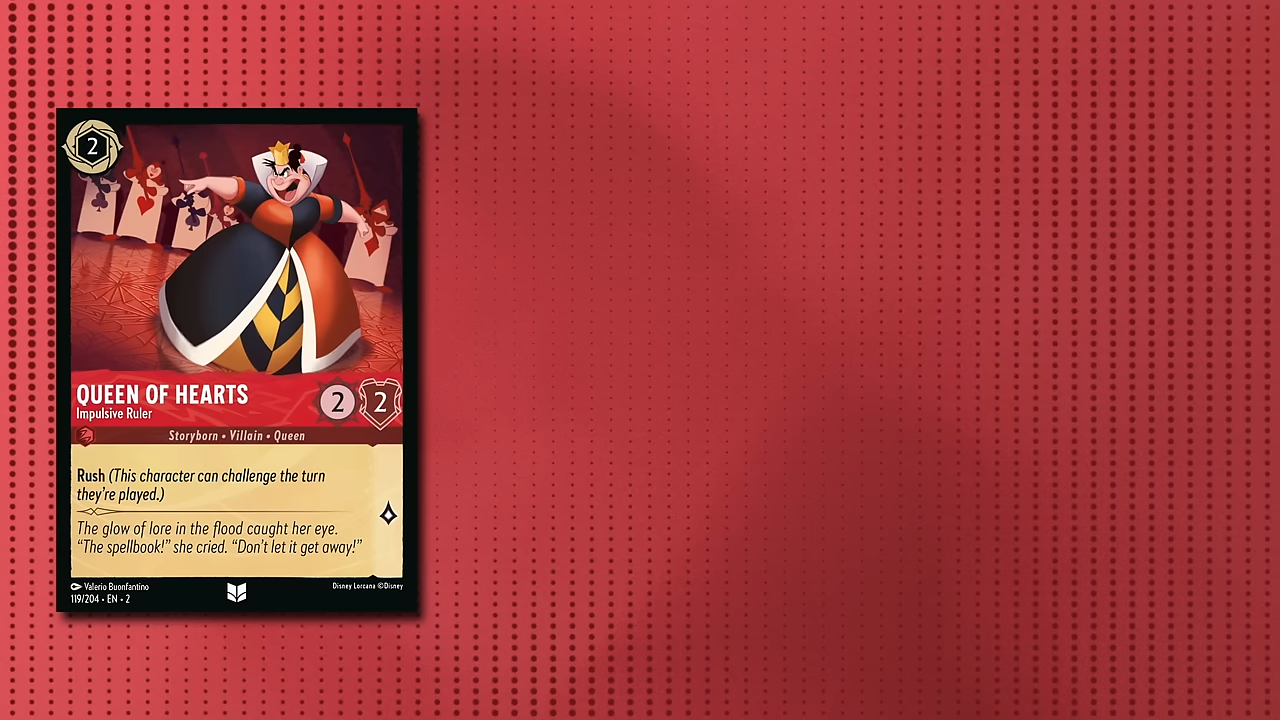 2
QUEEN OF HEARTS
Impulsive Ruler
2
2
Storyborn • Villain • Queen
Rush (This character can challenge the turn
they're played.)
The glow of lore in the flood caught her eye.
“The spellbook!” she cried. “Don't let it get away!”
Valerio Buonfantino
Disney Lorcana ©Disney
119/204 • EN • 2